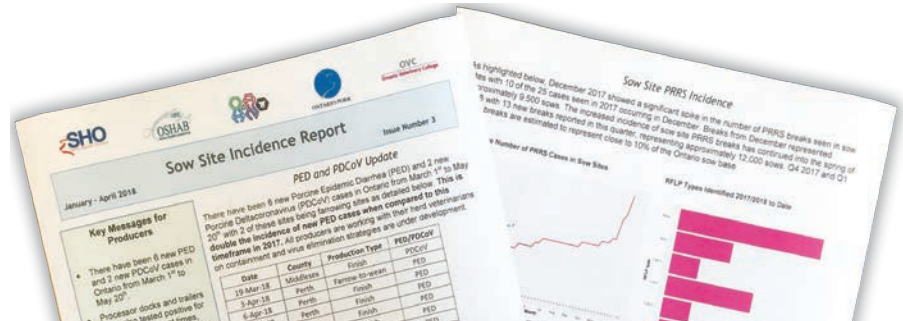 SHO
OSHAB
ONTARIO PORK
OVC
Ontario Veterinary College
Sow Site Incidence Report
January - April 2018
Issue Number 3
Key Messages for
Producers
There have been 6 new PED
and 2 new PDCoV cases in
Ontario from March 1st to
May 20th.
Processor docks and trailers
tested positive for
times,
PED and PDCoV Update
There have been 6 new Porcine Epidemic Diarrhea (PED) and 2 new
Porcine Deltacoronavirus (PDCoV) cases in Ontario from March 1st to May
20th with 2 of these sites being farrowing sites as detailed below. This is
double the incidence of new PED cases when compared to this
timeframe in 2017. All producers are working with their herd veterinarians
on containment and virus elimination strategies are under development.
Date County Production Type PED/PDCoV
19-Mar-18 Middlesex Finish PDCoV
3-Apr-18 Perth Farrow-to-wean PED
6-Apr-18 Perth Finish PED
Perth Finish PED
PED
Sow Site PRRS Incidence
As highlighted below, December 2017 showed a significant spike in the number of PRRS breaks seen in sow
with 10 of the 25 cases seen in 2017 occurring in December. Breaks from December represented
approximately 9,500 sows. The increased incidence of sow site PRRS breaks has continued into the spring of
with 13 new breaks reported in this quarter, representing approximately 12,000 sows. Q4 2017 and Q1
breaks are estimated to represent close to 10% of the Ontario sow base
Number of PRRS Cases in Sow Sites
RFLP Types Identified 2017/2018 to Date